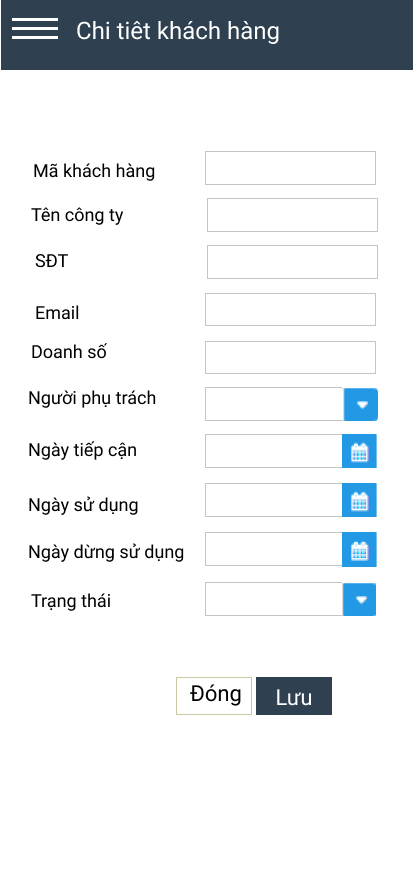 Chi tiêt khách hàng
Mã khách hàng
Tên công ty
SĐT
Email
Doanh số
Người phụ trách
Ngày tiếp cận
Ngày sử dụng
Ngày dừng sử dụng
Trạng thái
Đóng
Lưu